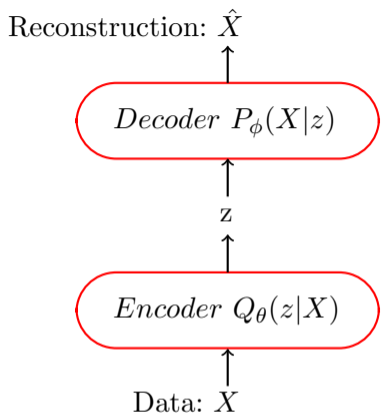 Reconstruction: X̂
Decoder P_ϕ(X|z)
z
Encoder Q_θ(z|X)
Data: X